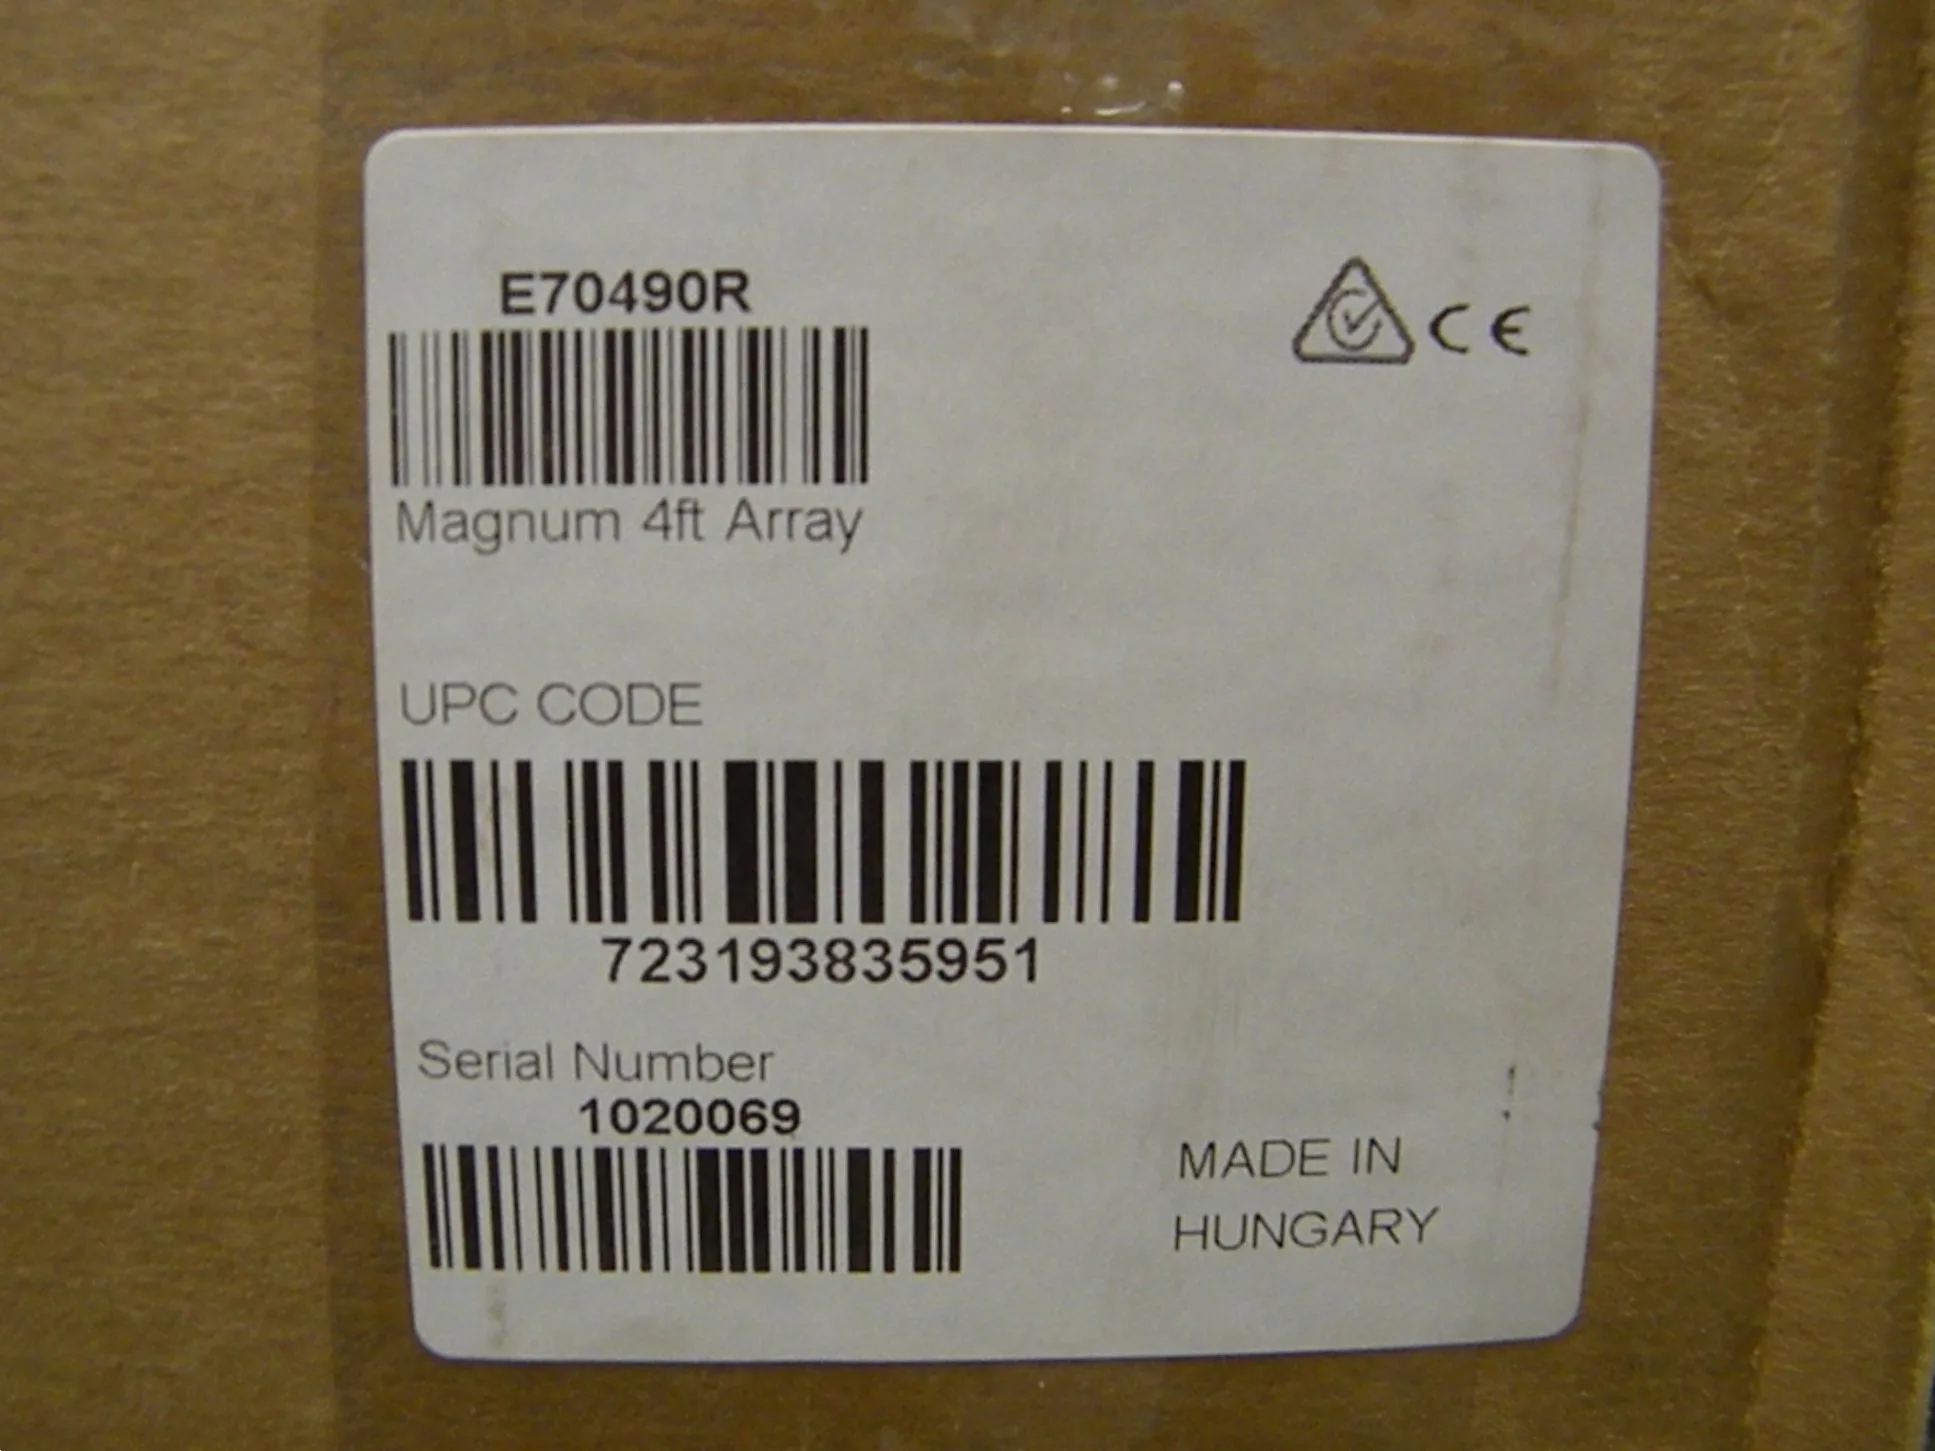 E70490R
CE
Magnum 4ft Array
UPC CODE
723193835951
Serial Number
1020069
MADE IN
HUNGARY